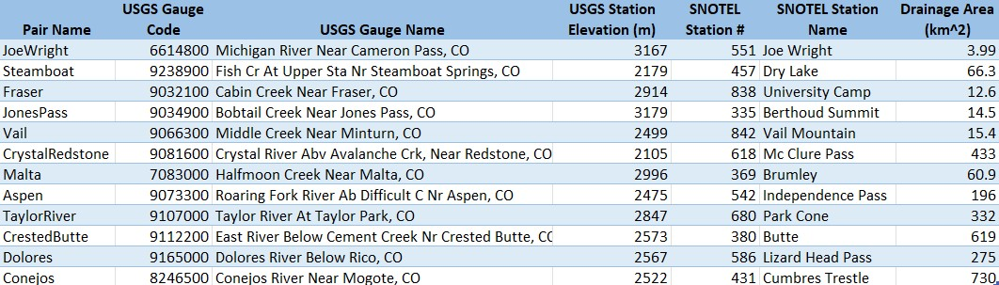 Pair Name USGS Gauge Code USGS Gauge Name USGS Station Elevation (m) SNOTEL Station # SNOTEL Station Name Drainage Area (km^2)
JoeWright 6614800 Michigan River Near Cameron Pass, CO 3167 551 Joe Wright 3.99
Steamboat 9238900 Fish Cr At Upper Sta Nr Steamboat Springs, CO 2179 457 Dry Lake 66.3
Fraser 9032100 Cabin Creek Near Fraser, CO 2914 838 University Camp 12.6
JonesPass 9034900 Bobtail Creek Near Jones Pass, CO 3179 335 Berthoud Summit 14.5
Vail 9066300 Middle Creek Near Minturn, CO 2499 842 Vail Mountain 15.4
CrystalRedstone 9081600 Crystal River Abv Avalanche Crk, Near Redstone, CO 2105 618 Mc Clure Pass 433
Malta 7083000 Halfmoon Creek Near Malta, CO 2996 369 Brumley 60.9
Aspen 9073300 Roaring Fork River Ab Difficult C Nr Aspen, CO 2475 542 Independence Pass 196
TaylorRiver 9107000 Taylor River At Taylor Park, CO 2847 680 Park Cone 332
CrestedButte 9112200 East River Below Cement Creek Nr Crested Butte, CO 2573 380 Butte 619
Dolores 9165000 Dolores River Below Rico, CO 2567 586 Lizard Head Pass 275
Conejos 8246500 Conejos River Near Mogote, CO 2522 431 Cumbres Trestle 730